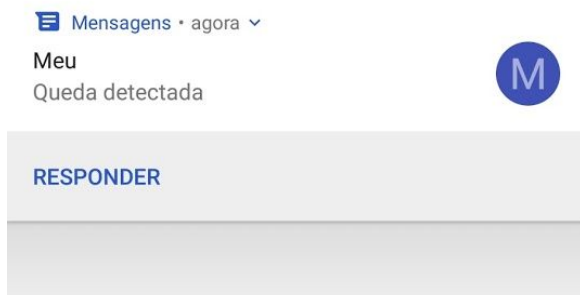 Mensagens • agora
Meu
Queda detectada
M
RESPONDER